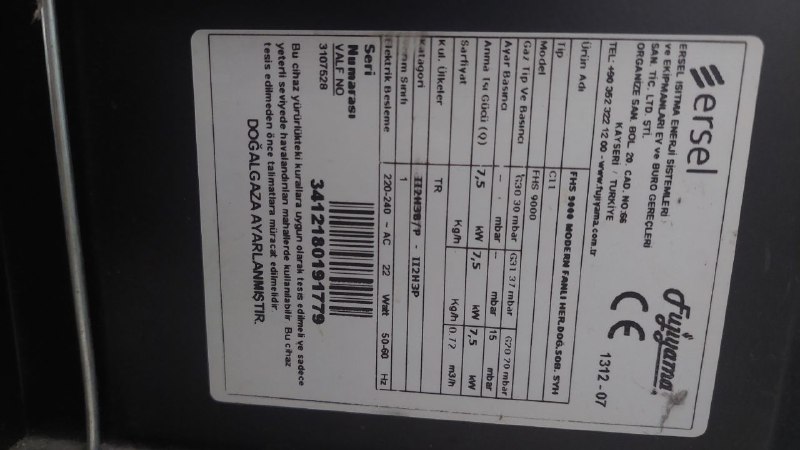 ersel
Fujiyama
ERSEL ISITMA ENERJİ SİSTEMLERİ
ve EKİPMANLARI EV ve BÜRO GEREÇLERİ
SAN. TİC. LTD. ŞTİ.
ORGANİZE SAN. BÖL. 20. CAD. NO:66
KAYSERİ / TÜRKİYE
TEL: +90 352 322 12 00 - www.fujiyama.com.tr
CE 1312 - 07
Ürün Adı FHS 9000 MODERN FANLI HER.DOĞ.SOB. SYH
Tip C11
Model FHS 9000
Gaz Tip Ve Basıncı G30 30 mbar G31 37 mbar G20 20 mbar
Ayar Basıncı -- mbar -- mbar 15 mbar
Anma Isı Gücü (Q) 7,5 kW 7,5 kW 7,5 kW
Sarfiyat Kg/h Kg/h 0.72 m3/h
Kul. Ülkeler TR
Katagori II2H3B/P - II2H3P
Sınıfı 1
Elektrik Besleme 220-240 ~ AC 22 Watt 50-60 Hz
Seri
Numarası
VALF NO
3107528
3412180191779
Bu cihaz yürürlükteki kurallara uygun olarak tesis edilmeli ve sadece
yeterli seviyede havalandırılan mahallerde kullanılabilir. Bu cihaz
tesis edilmeden önce talimatlara müracat edilmelidir
DOĞALGAZA AYARLANMIŞTIR.